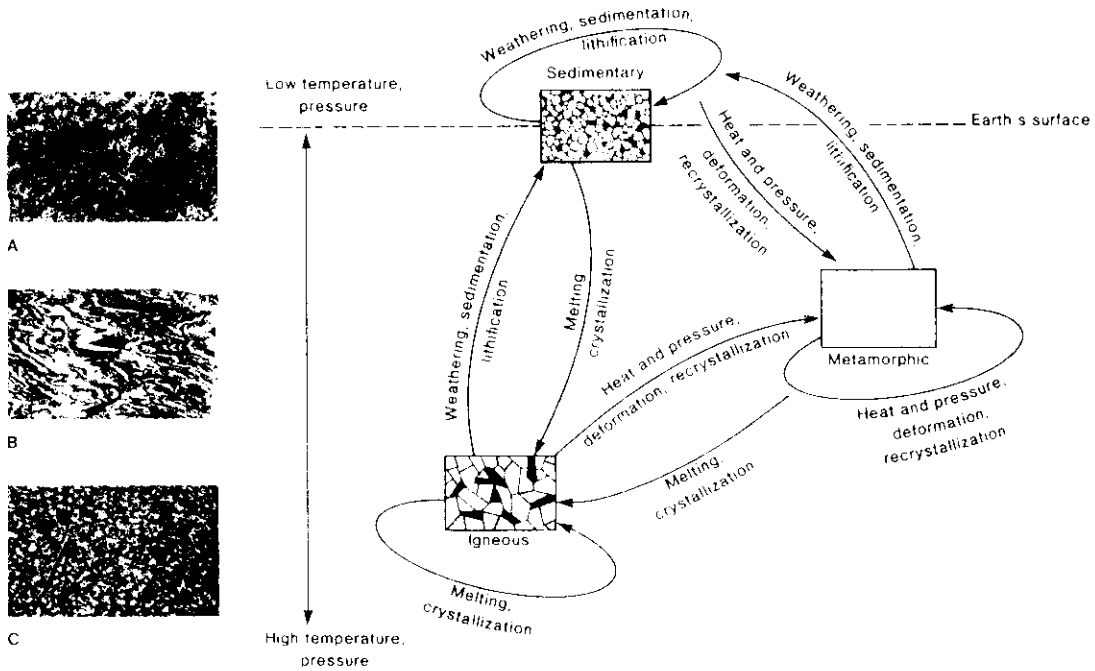 Weathering, sedimentation,
lithification
Sedimentary
Low temperature,
pressure
Earth s surface
A
Heat and pressure,
deformation,
recrystallization
Weathering, sedimentation,
lithification
Weathering, sedimentation,
lithification
Melting
crystallization
B
Heat and pressure,
deformation, recrystallization
Metamorphic
Heat and pressure,
deformation,
recrystallization
Melting,
crystallization
Igneous
Melting,
crystallization
C
High temperature,
pressure